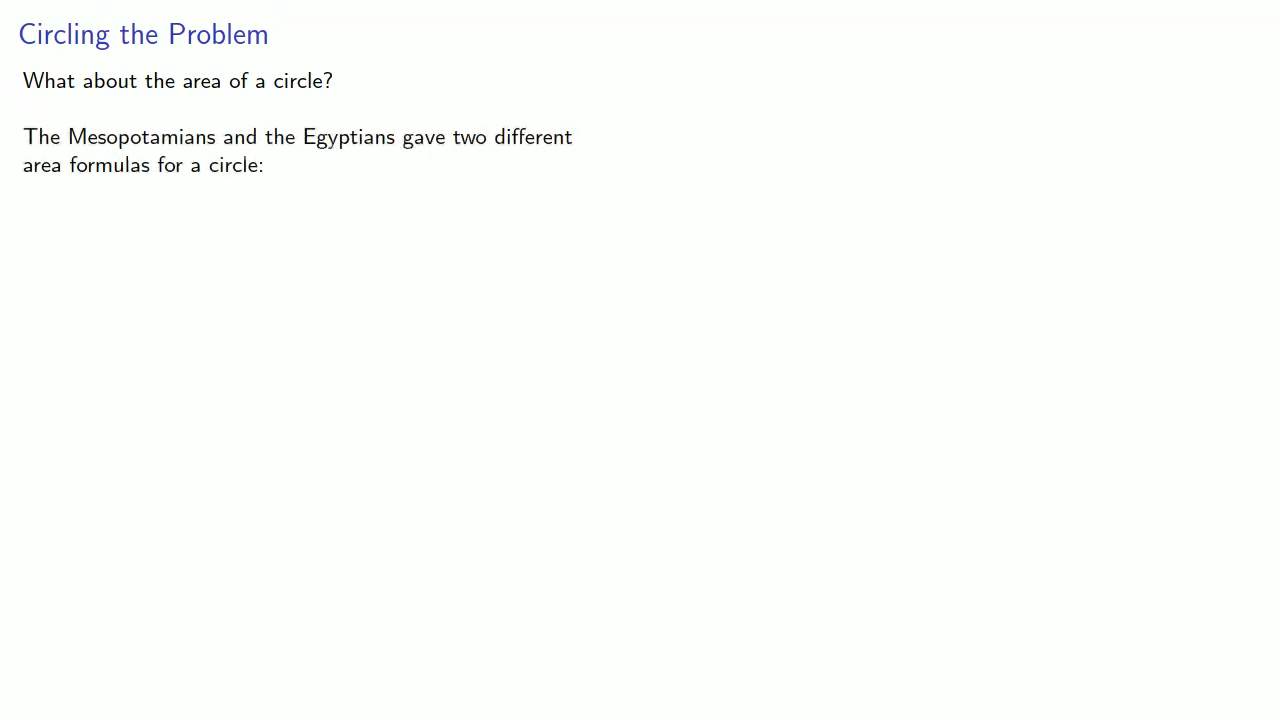 Circling the Problem
What about the area of a circle?
The Mesopotamians and the Egyptians gave two different
area formulas for a circle: